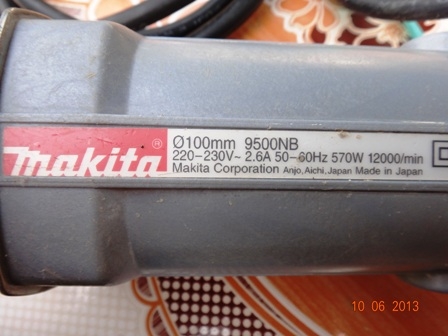 makita®
Ø100mm 9500NB
220-230V~ 2.6A 50-60Hz 570W 12000/min
Makita Corporation Anjo, Aichi, Japan Made in Japan
10 06 2013